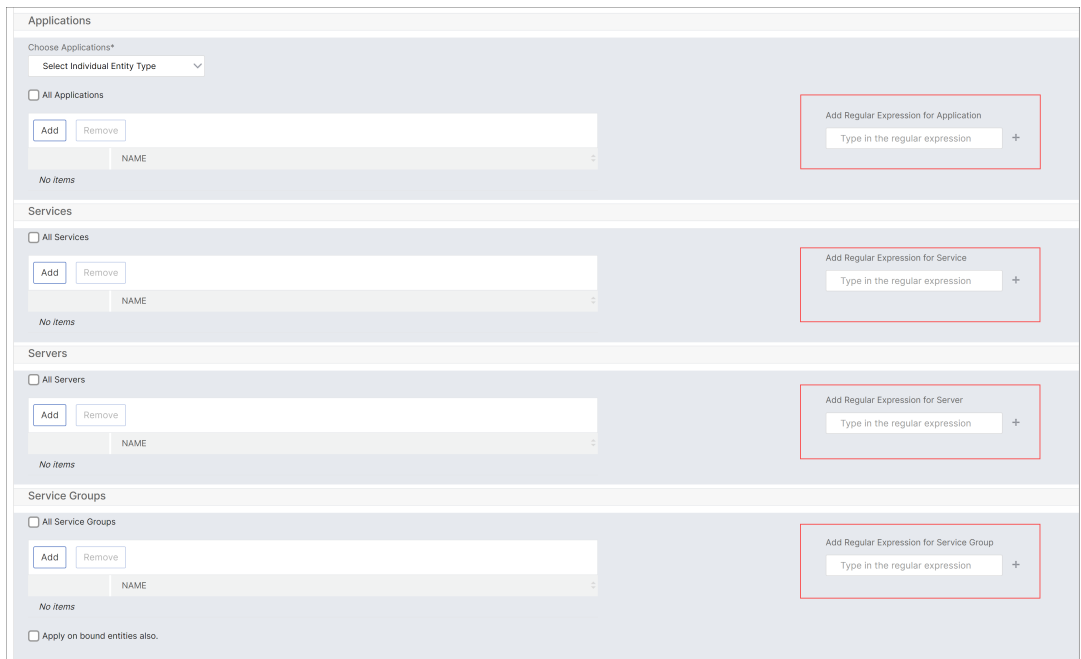 Applications
Choose Applications*
Select Individual Entity Type
All Applications
Add Remove
NAME
No items
Add Regular Expression for Application
Type in the regular expression +
Services
All Services
Add Remove
NAME
No items
Add Regular Expression for Service
Type in the regular expression +
Servers
All Servers
Add Remove
NAME
No items
Add Regular Expression for Server
Type in the regular expression +
Service Groups
All Service Groups
Add Remove
NAME
No items
Add Regular Expression for Service Group
Type in the regular expression +
Apply on bound entities also.